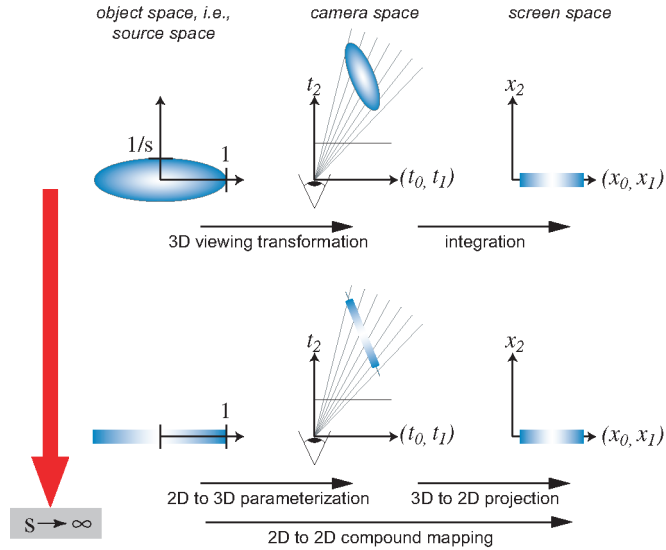 object space, i.e.,
source space
camera space
screen space
t2
x2
1/s
1
(t0, t1)
(x0, x1)
3D viewing transformation
integration
t2
x2
1
(t0, t1)
(x0, x1)
2D to 3D parameterization
3D to 2D projection
s → ∞
2D to 2D compound mapping